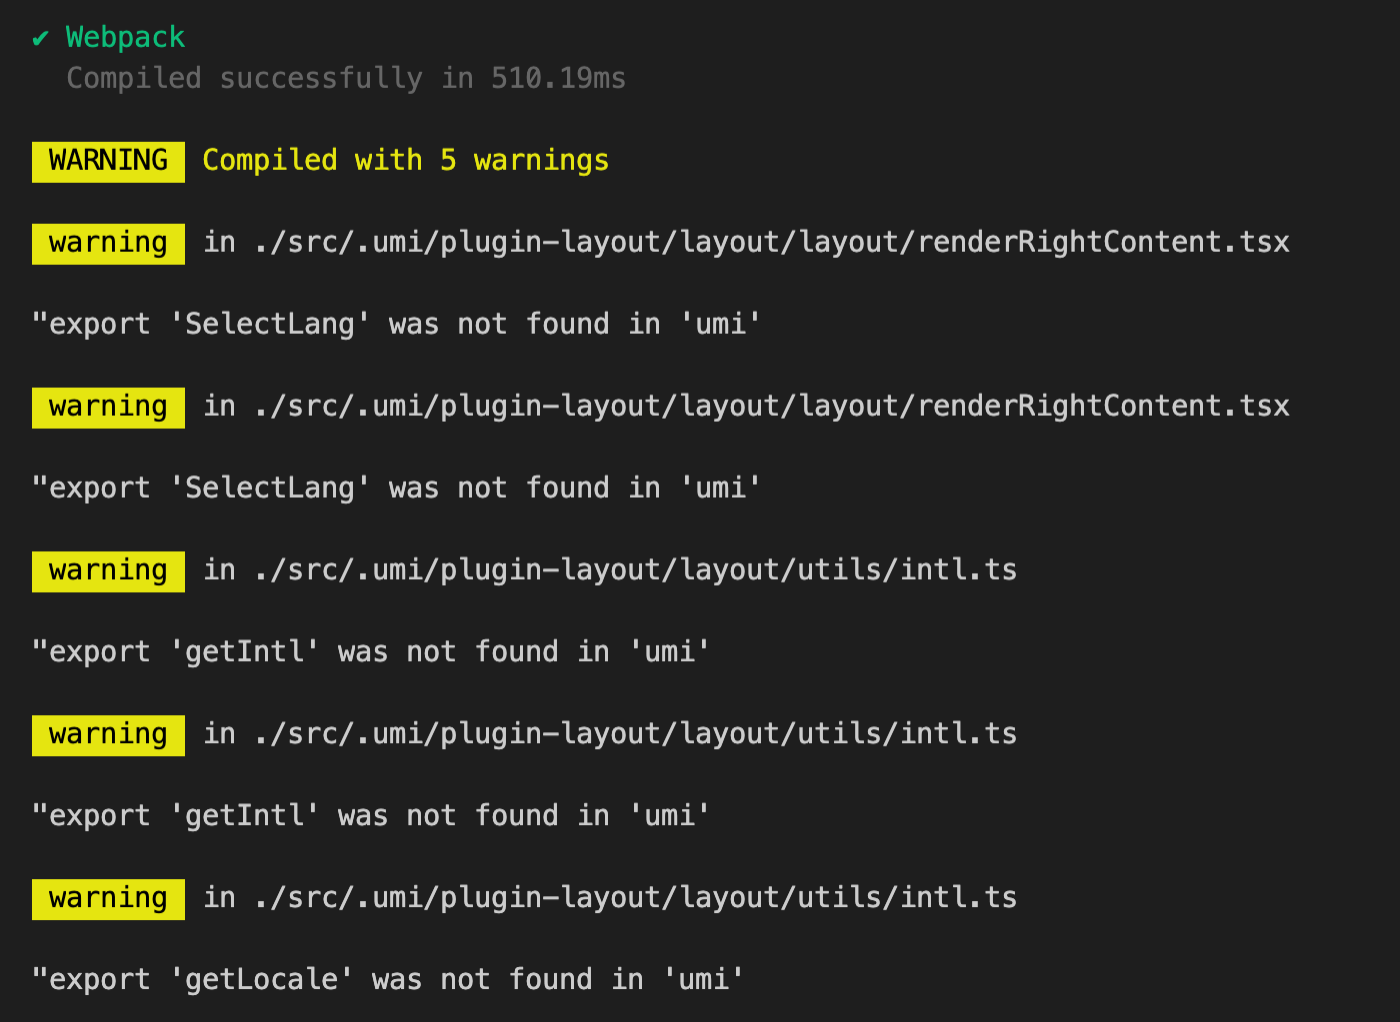 ✔ Webpack
Compiled successfully in 510.19ms
WARNING Compiled with 5 warnings
warning in ./src/.umi/plugin-layout/layout/layout/renderRightContent.tsx
"export 'SelectLang' was not found in 'umi'
warning in ./src/.umi/plugin-layout/layout/layout/renderRightContent.tsx
"export 'SelectLang' was not found in 'umi'
warning in ./src/.umi/plugin-layout/layout/utils/intl.ts
"export 'getIntl' was not found in 'umi'
warning in ./src/.umi/plugin-layout/layout/utils/intl.ts
"export 'getIntl' was not found in 'umi'
warning in ./src/.umi/plugin-layout/layout/utils/intl.ts
"export 'getLocale' was not found in 'umi'